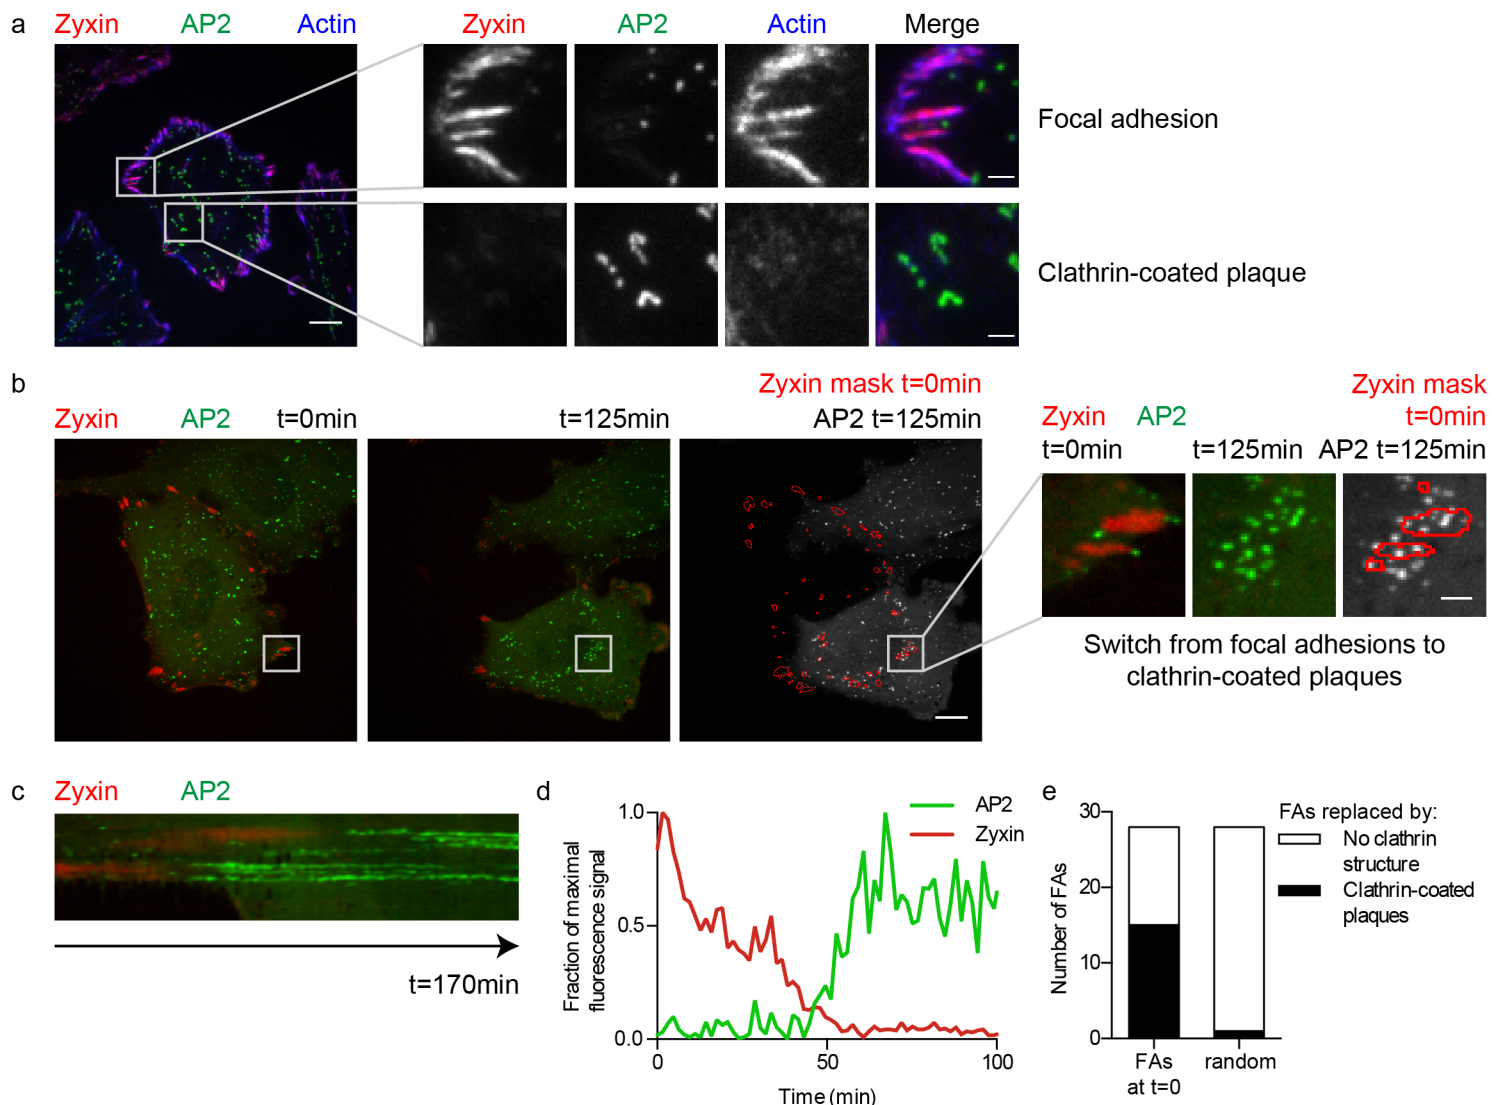 a
Zyxin AP2 Actin
Zyxin AP2 Actin Merge
Focal adhesion
Clathrin-coated plaque
b
Zyxin AP2 t=0min
t=125min
Zyxin mask t=0min
AP2 t=125min
Zyxin AP2
t=0min
t=125min
Zyxin mask
t=0min
AP2 t=125min
Switch from focal adhesions to
clathrin-coated plaques
c
Zyxin AP2
t=170min
d
AP2
Zyxin
Fraction of maximal
fluorescence signal
1.0
0.5
0.0
0 50 100
Time (min)
e
FAs replaced by:
No clathrin
structure
Clathrin-coated
plaques
Number of FAs
30
20
10
0
FAs
at t=0
random